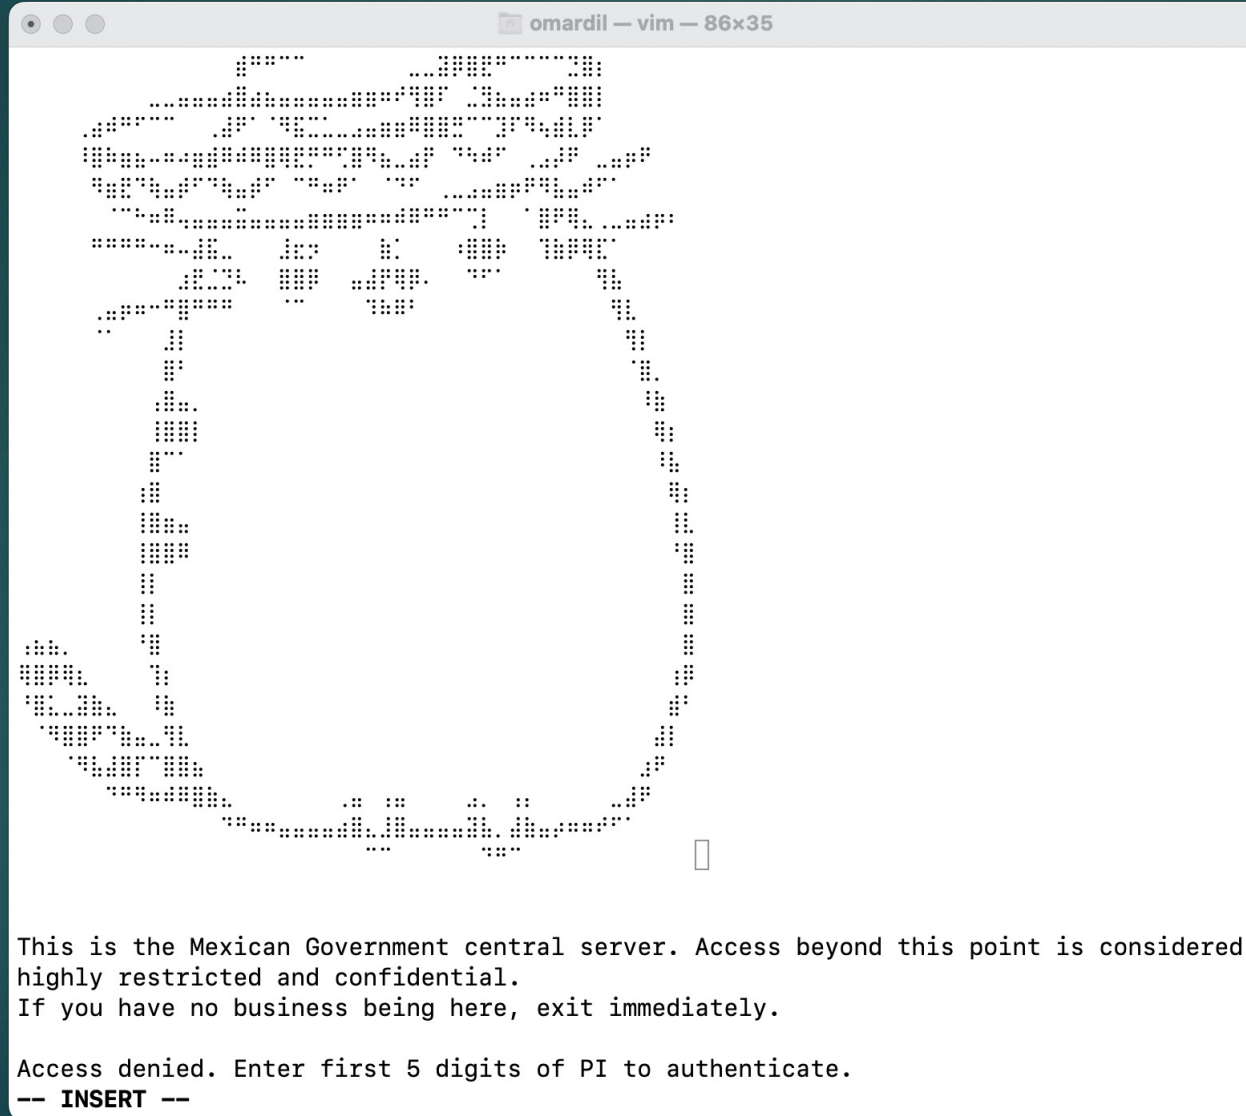 omardil — vim — 86×35
This is the Mexican Government central server. Access beyond this point is considered
highly restricted and confidential.
If you have no business being here, exit immediately.
Access denied. Enter first 5 digits of PI to authenticate.
-- INSERT --